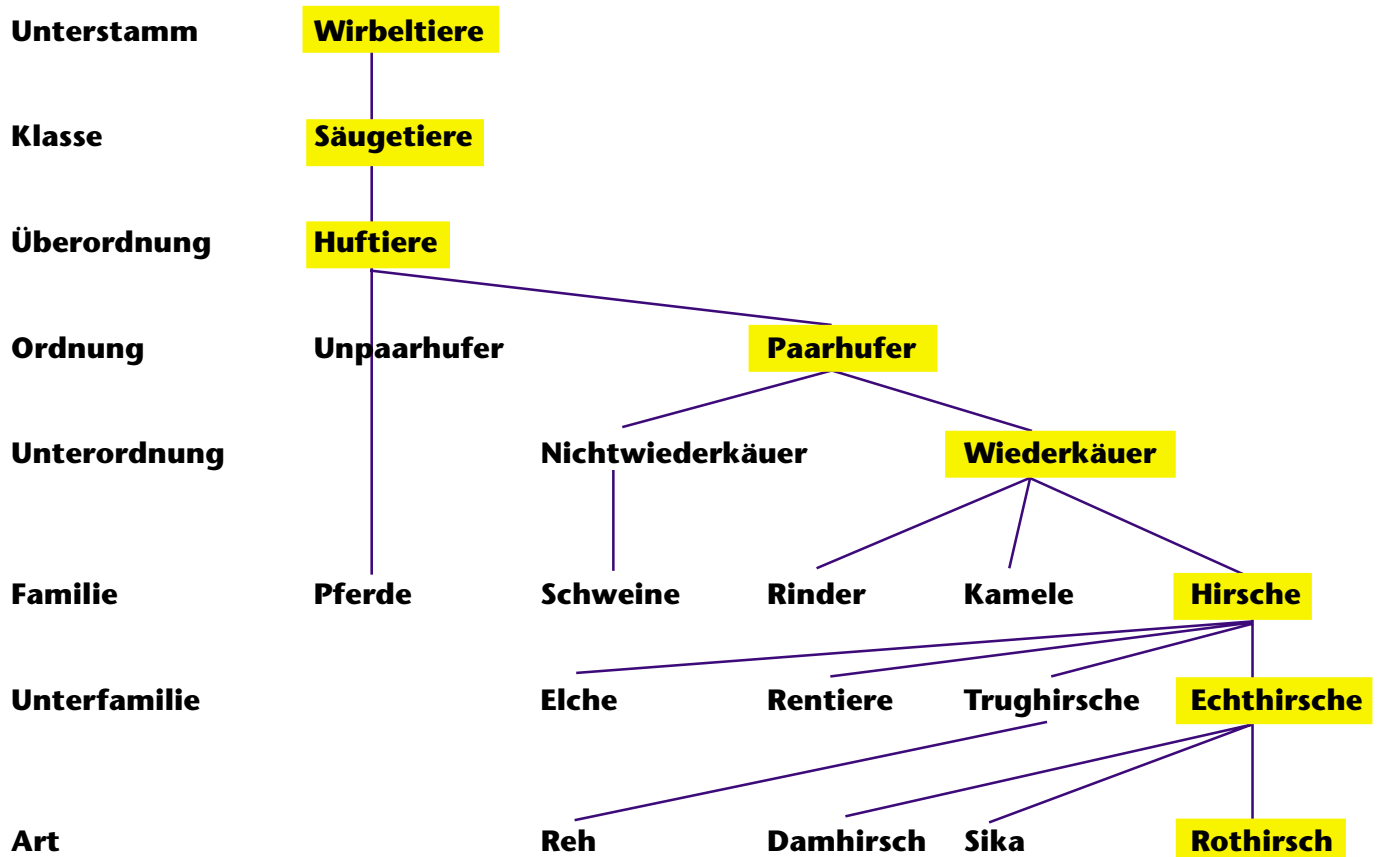 Unterstamm Wirbeltiere
Klasse Säugetiere
Überordnung Huftiere
Ordnung Unpaarhufer Paarhufer
Unterordnung Nichtwiederkäuer Wiederkäuer
Familie Pferde Schweine Rinder Kamele Hirsche
Unterfamilie Elche Rentiere Trughirsche Echthirsche
Art Reh Damhirsch Sika Rothirsch